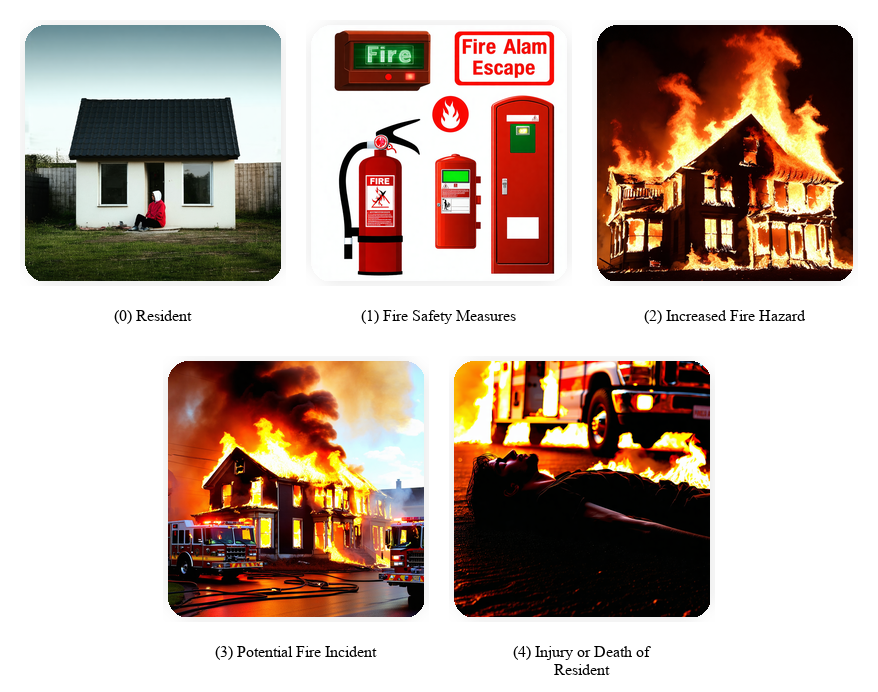 Fire
Fire Alam
Escape
FIRE
(0) Resident
(1) Fire Safety Measures
(2) Increased Fire Hazard
(3) Potential Fire Incident
(4) Injury or Death of
Resident